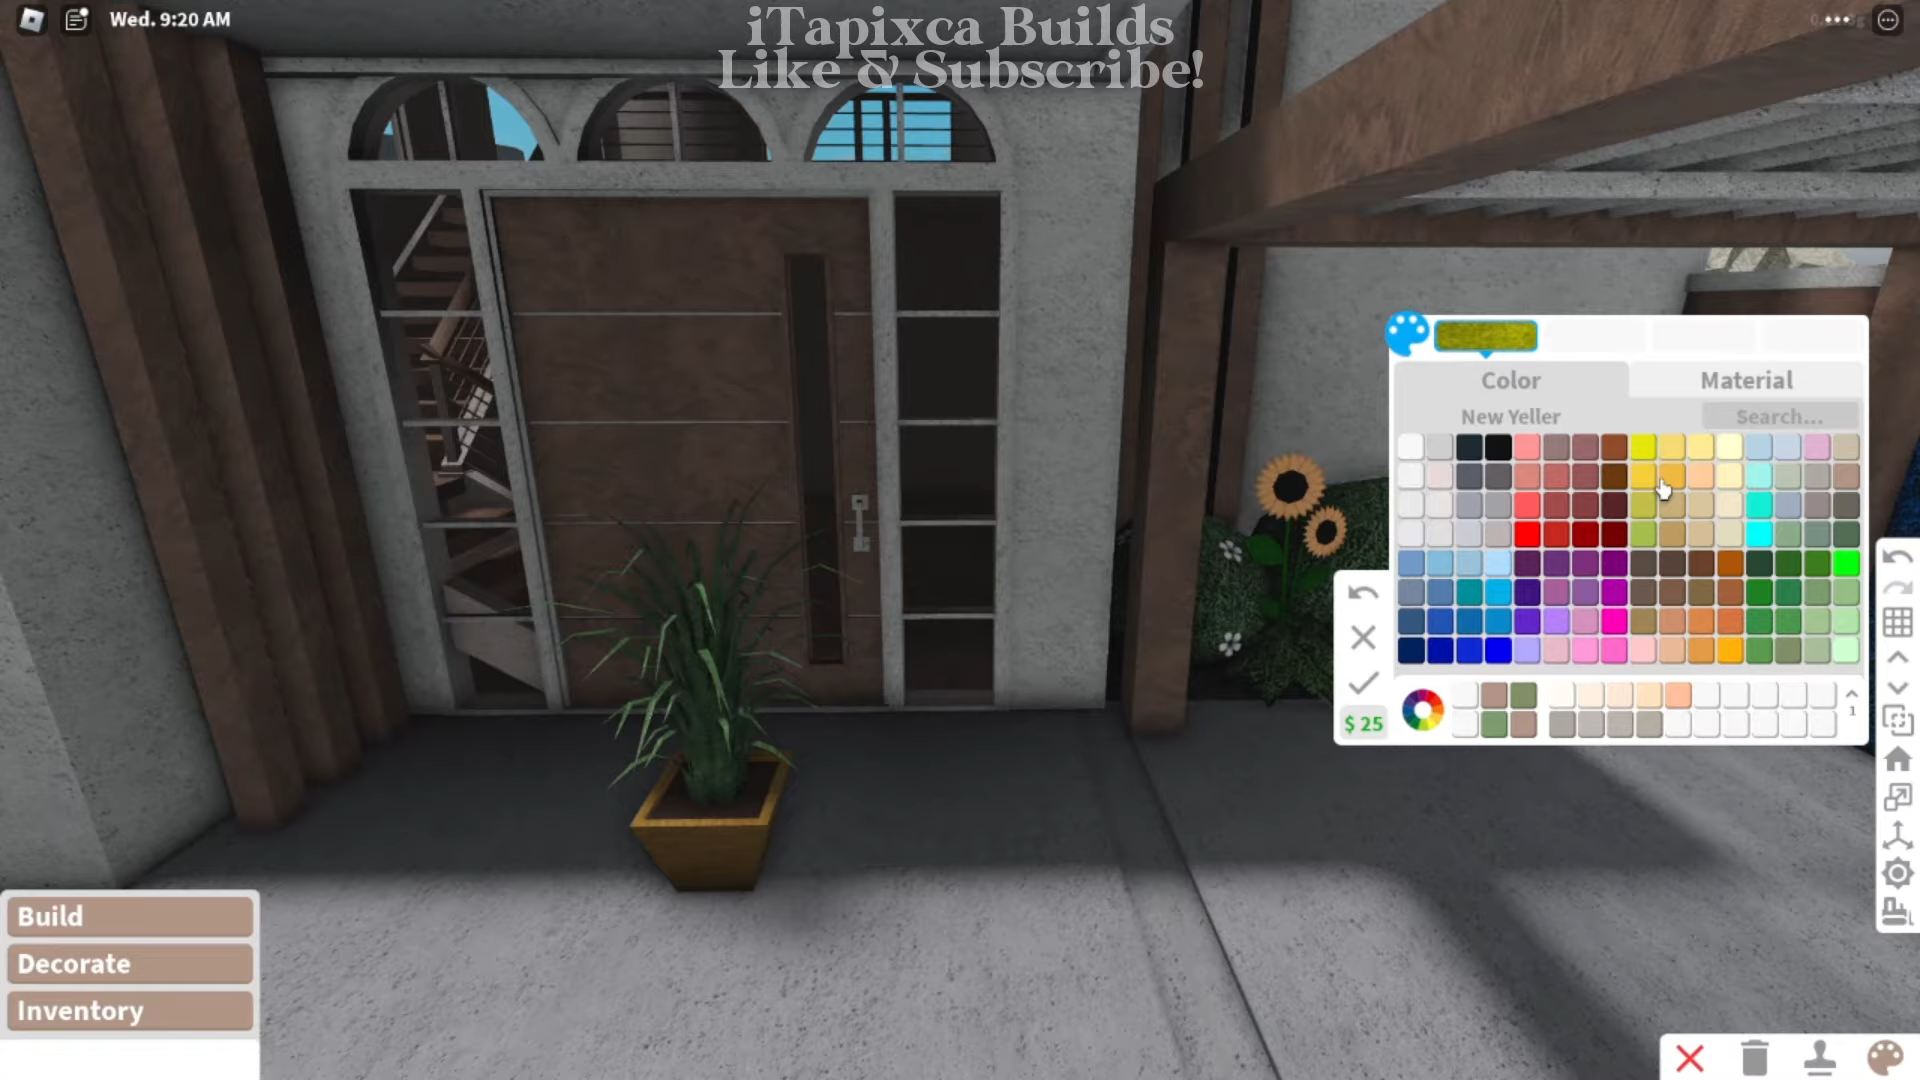 Wed. 9:20 AM
iTapixca Builds
Like & Subscribe!
Color
Material
New Yeller
Search...
1
$ 25
Build
Decorate
Inventory